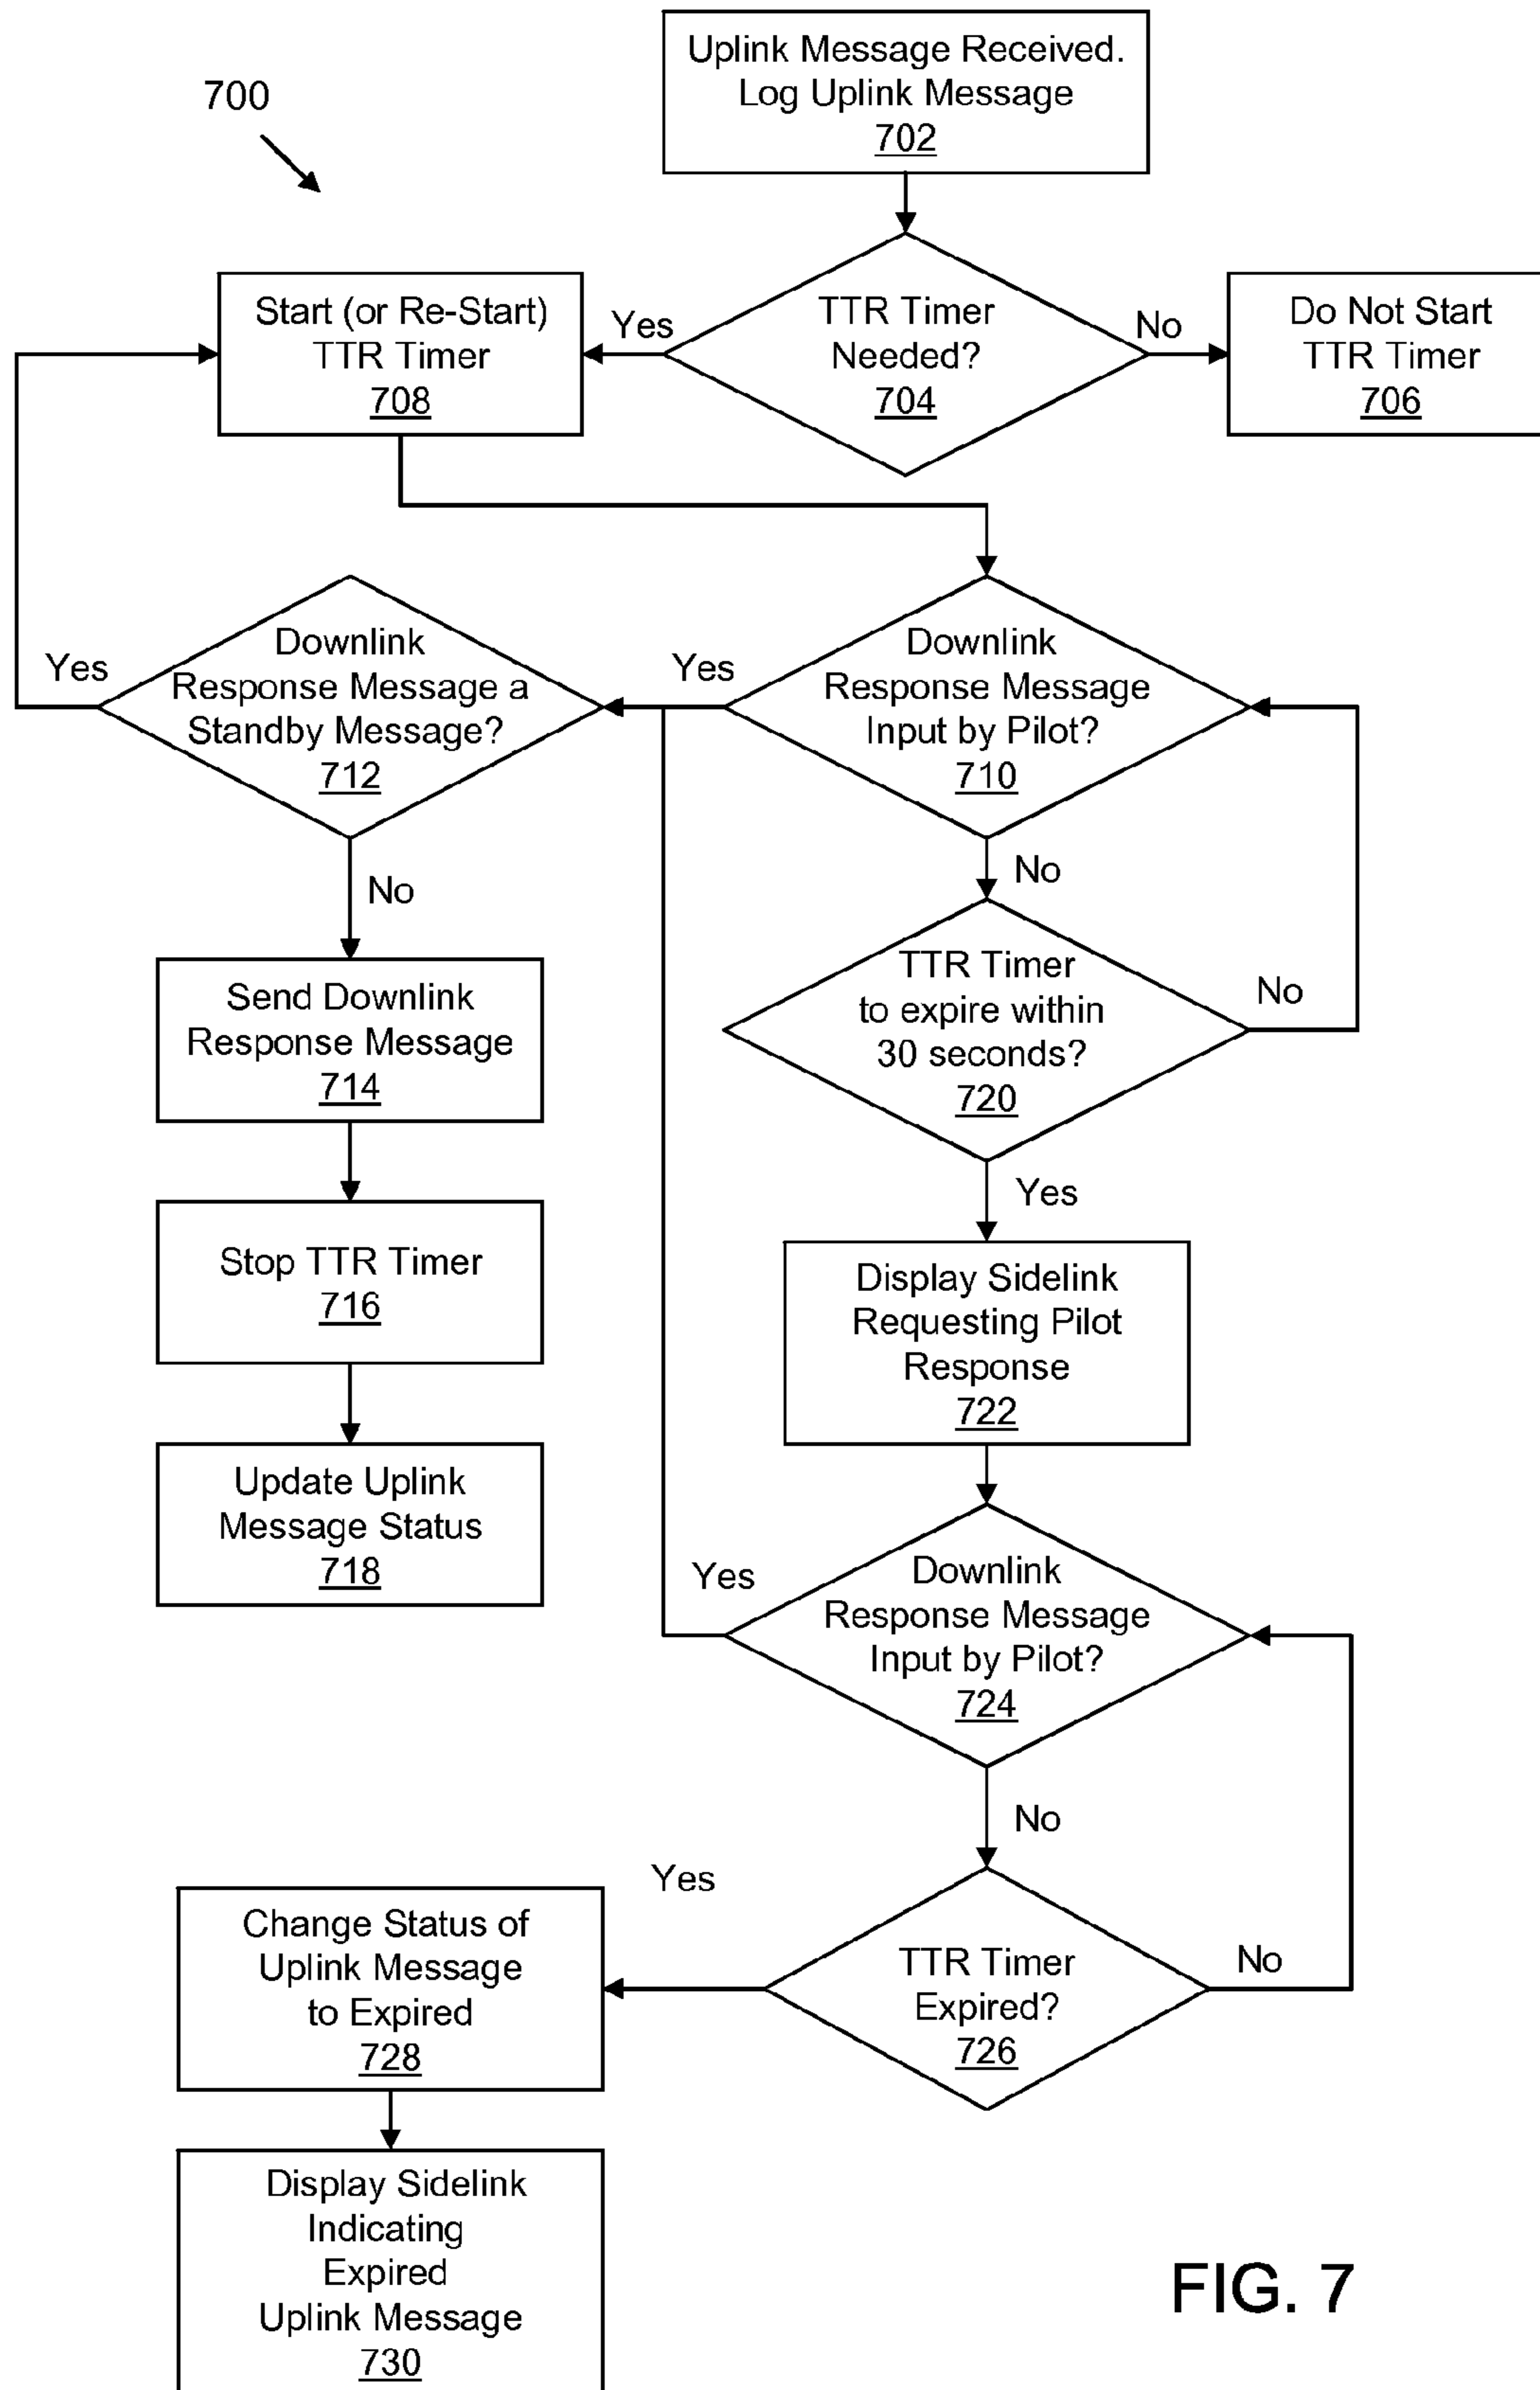 Uplink Message Received.
Log Uplink Message
702
700
Start (or Re-Start)
TTR Timer
708
Yes
TTR Timer
Needed?
704
No
Do Not Start
TTR Timer
706
Yes
Downlink
Response Message a
Standby Message?
712
Yes
Downlink
Response Message
Input by Pilot?
710
No
No
TTR Timer
to expire within
30 seconds?
720
No
Send Downlink
Response Message
714
Yes
Stop TTR Timer
716
Display Sidelink
Requesting Pilot
Response
722
Update Uplink
Message Status
718
Yes
Downlink
Response Message
Input by Pilot?
724
No
Yes
Change Status of
Uplink Message
to Expired
728
TTR Timer
Expired?
726
No
Display Sidelink
Indicating
Expired
Uplink Message
730
FIG. 7